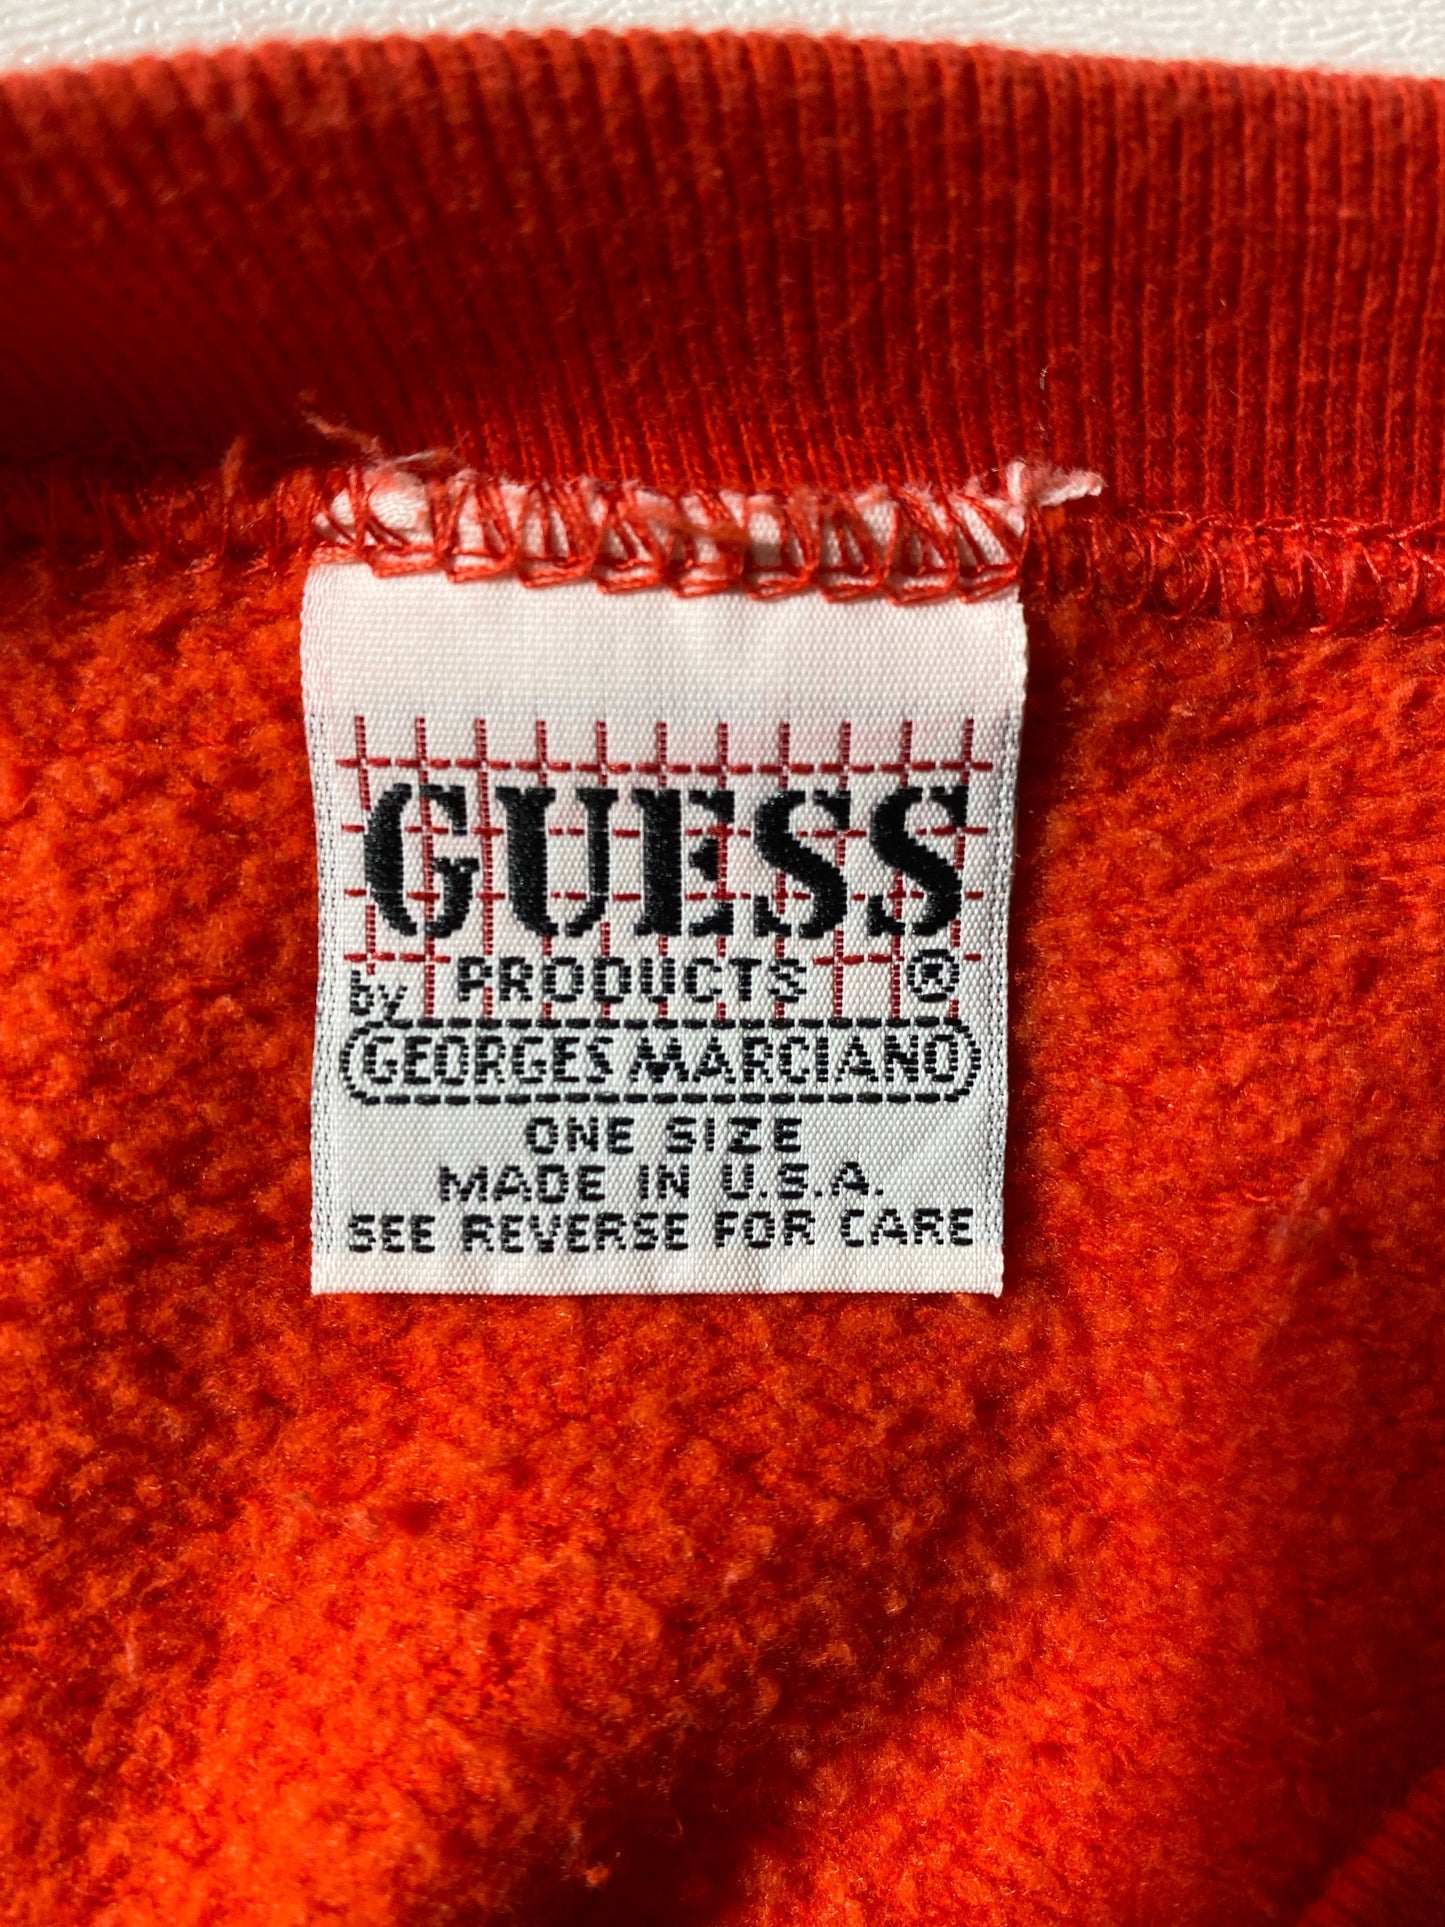 GUESS
by PRODUCTS ®
GEORGES MARCIANO
ONE SIZE
MADE IN U.S.A.
SEE REVERSE FOR CARE